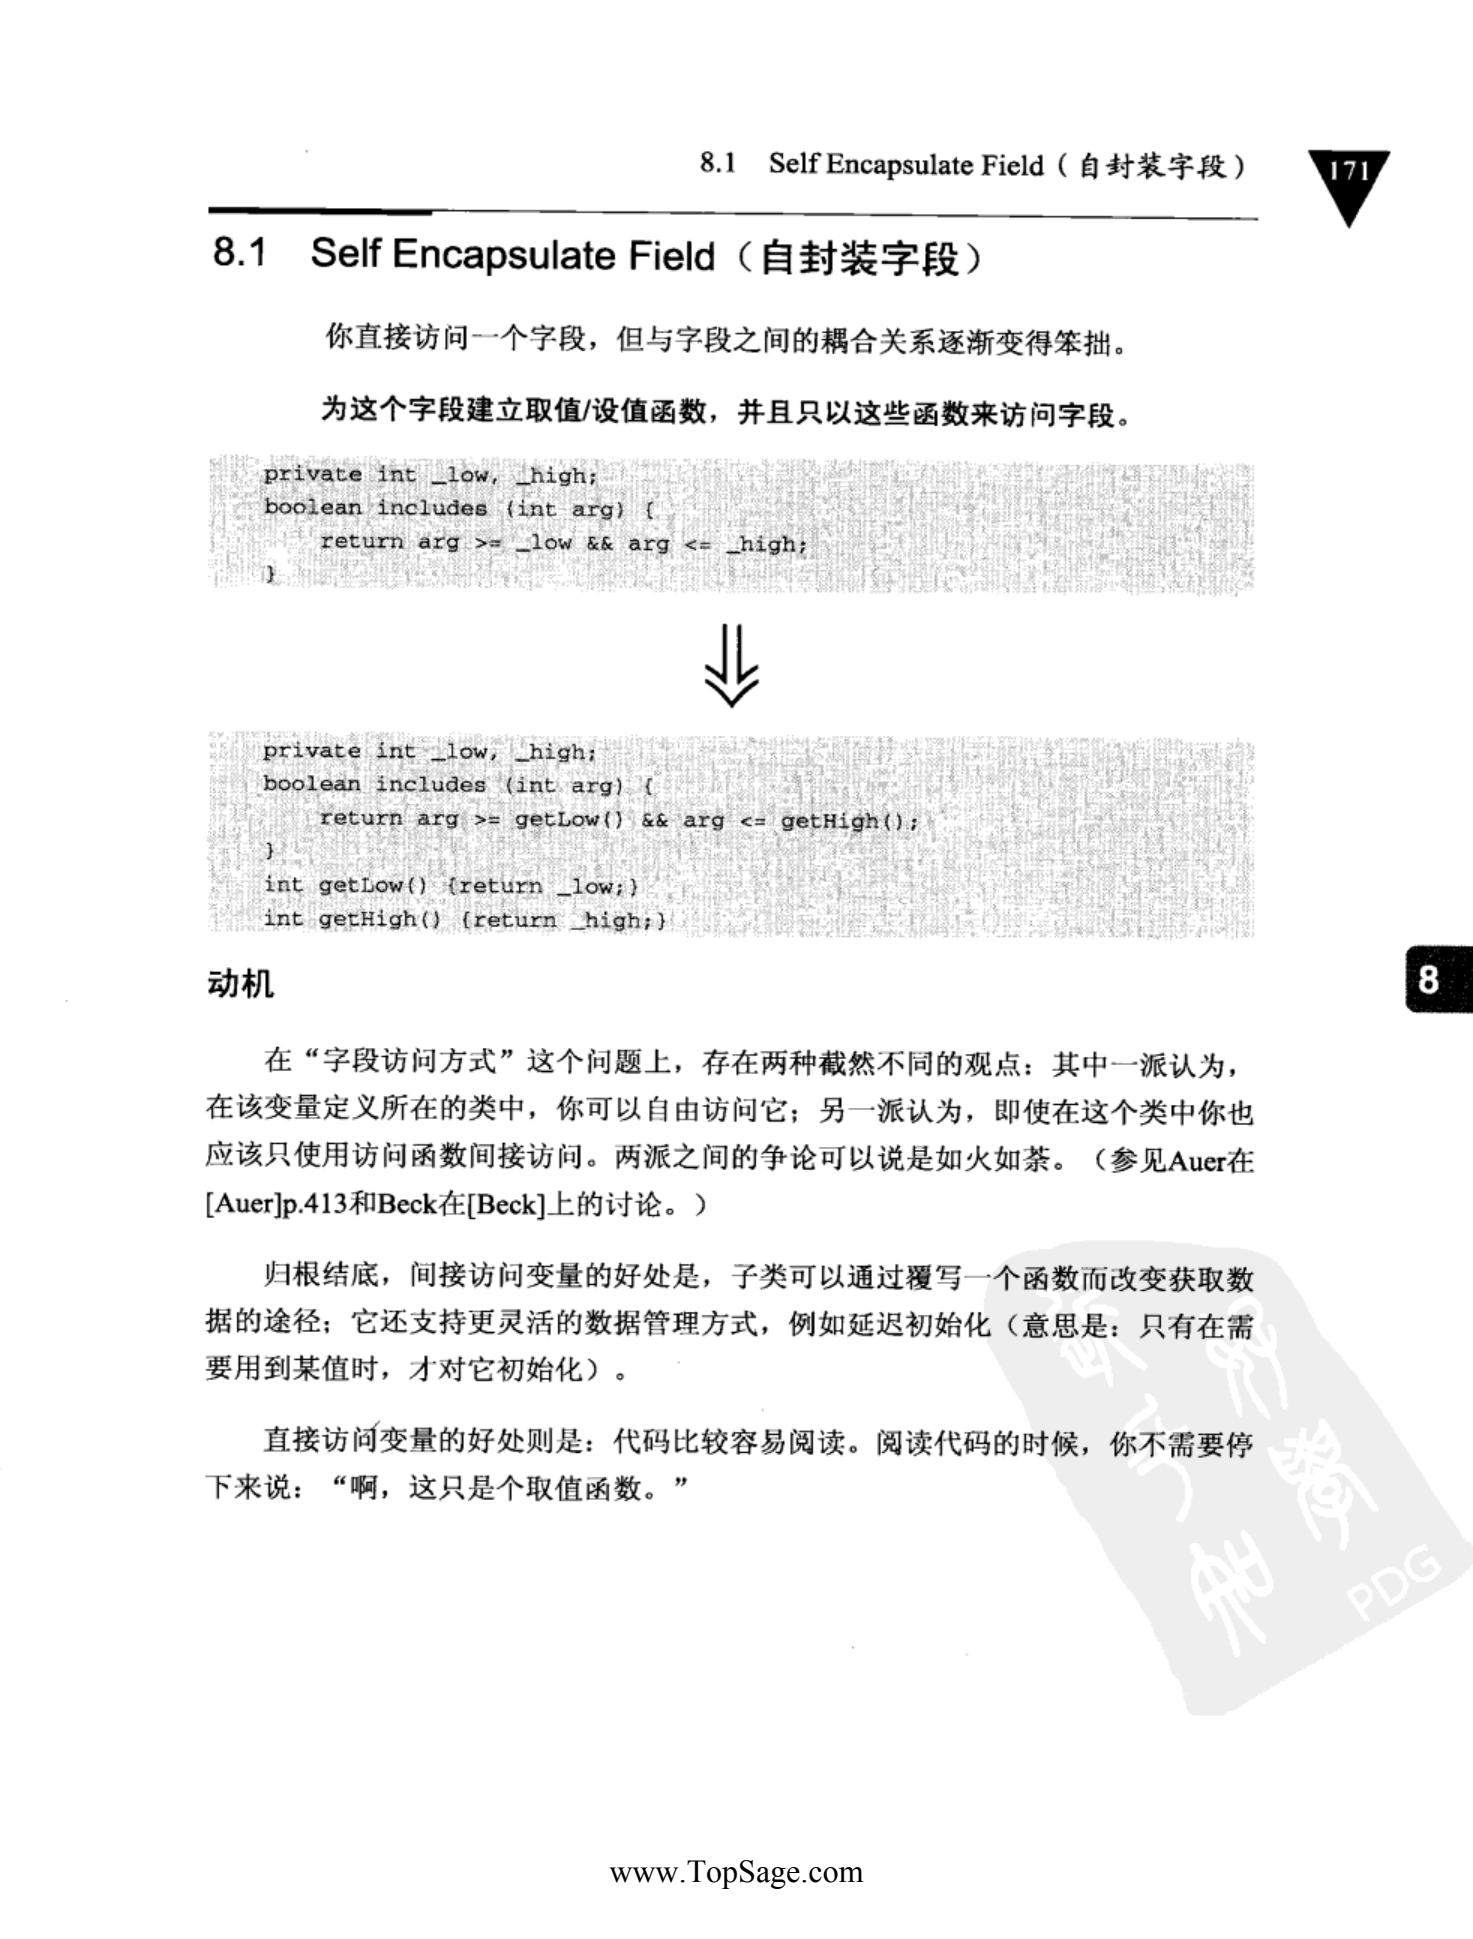 8.1 Self Encapsulate Field（自封装字段）
171
8.1 Self Encapsulate Field（自封装字段）
你直接访问一个字段，但与字段之间的耦合关系逐渐变得笨拙。
为这个字段建立取值/设值函数，并且只以这些函数来访问字段。
private int _low, _high;
boolean includes (int arg) {
return arg >= _low && arg <= _high;
}
private int _low, _high;
boolean includes (int arg) {
return arg >= getLow() && arg <= getHigh();
}
int getLow() {return _low;}
int getHigh() {return _high;}
动机
8
在“字段访问方式”这个问题上，存在两种截然不同的观点：其中一派认为，
在该变量定义所在的类中，你可以自由访问它；另一派认为，即使在这个类中你也
应该只使用访问函数间接访问。两派之间的争论可以说是如火如荼。（参见Auer在
[Auer]p.413和Beck在[Beck]上的讨论。）
归根结底，间接访问变量的好处是，子类可以通过覆写一个函数而改变获取数
据的途径；它还支持更灵活的数据管理方式，例如延迟初始化（意思是：只有在需
要用到某值时，才对它初始化）。
直接访问变量的好处则是：代码比较容易阅读。阅读代码的时候，你不需要停
下来说：“啊，这只是个取值函数。”
PDG
www.TopSage.com